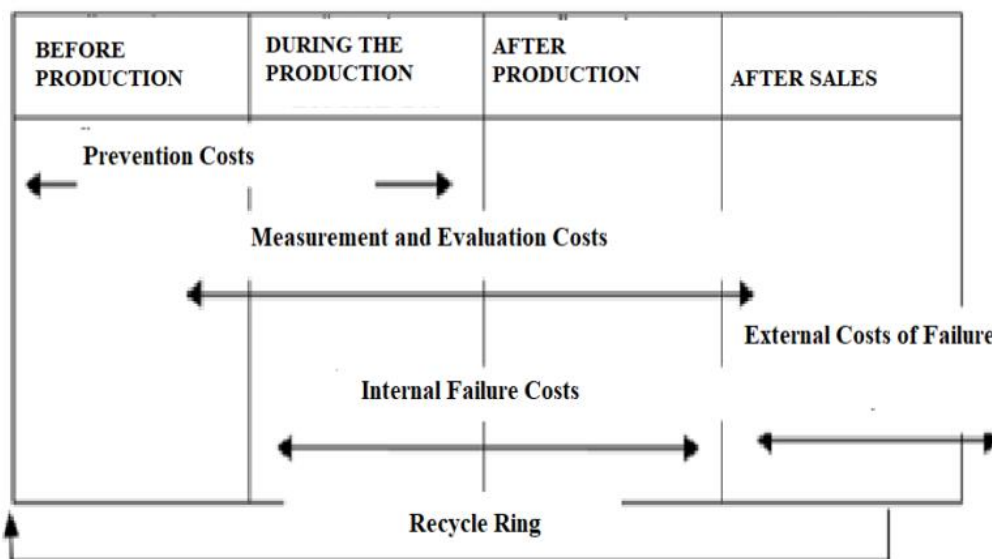 BEFORE
PRODUCTION
DURING THE
PRODUCTION
AFTER
PRODUCTION
AFTER SALES
Prevention Costs
Measurement and Evaluation Costs
External Costs of Failure
Internal Failure Costs
Recycle Ring